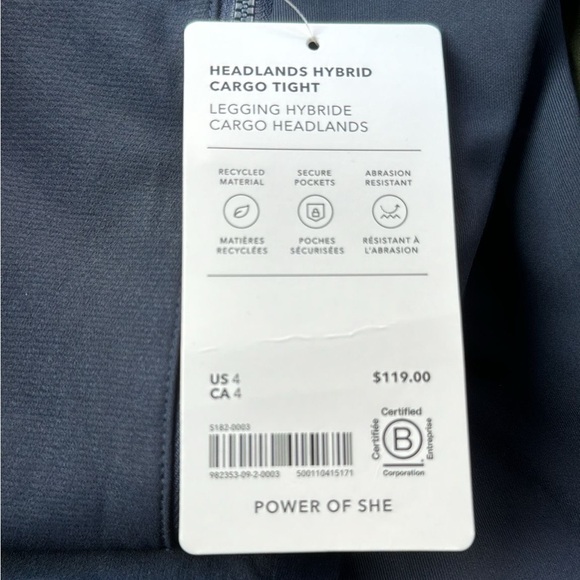 HEADLANDS HYBRID
CARGO TIGHT
LEGGING HYBRIDE
CARGO HEADLANDS
RECYCLED
MATERIAL
SECURE
POCKETS
ABRASION
RESISTANT
MATIÈRES
RECYCLÉES
POCHES
SÉCURISÉES
RÉSISTANT À
L'ABRASION
US 4
CA 4
$119.00
5182-0003
982353-09-2-0003 500110415171
Certified
Certifiée
B
Entreprise
Corporation
POWER OF SHE